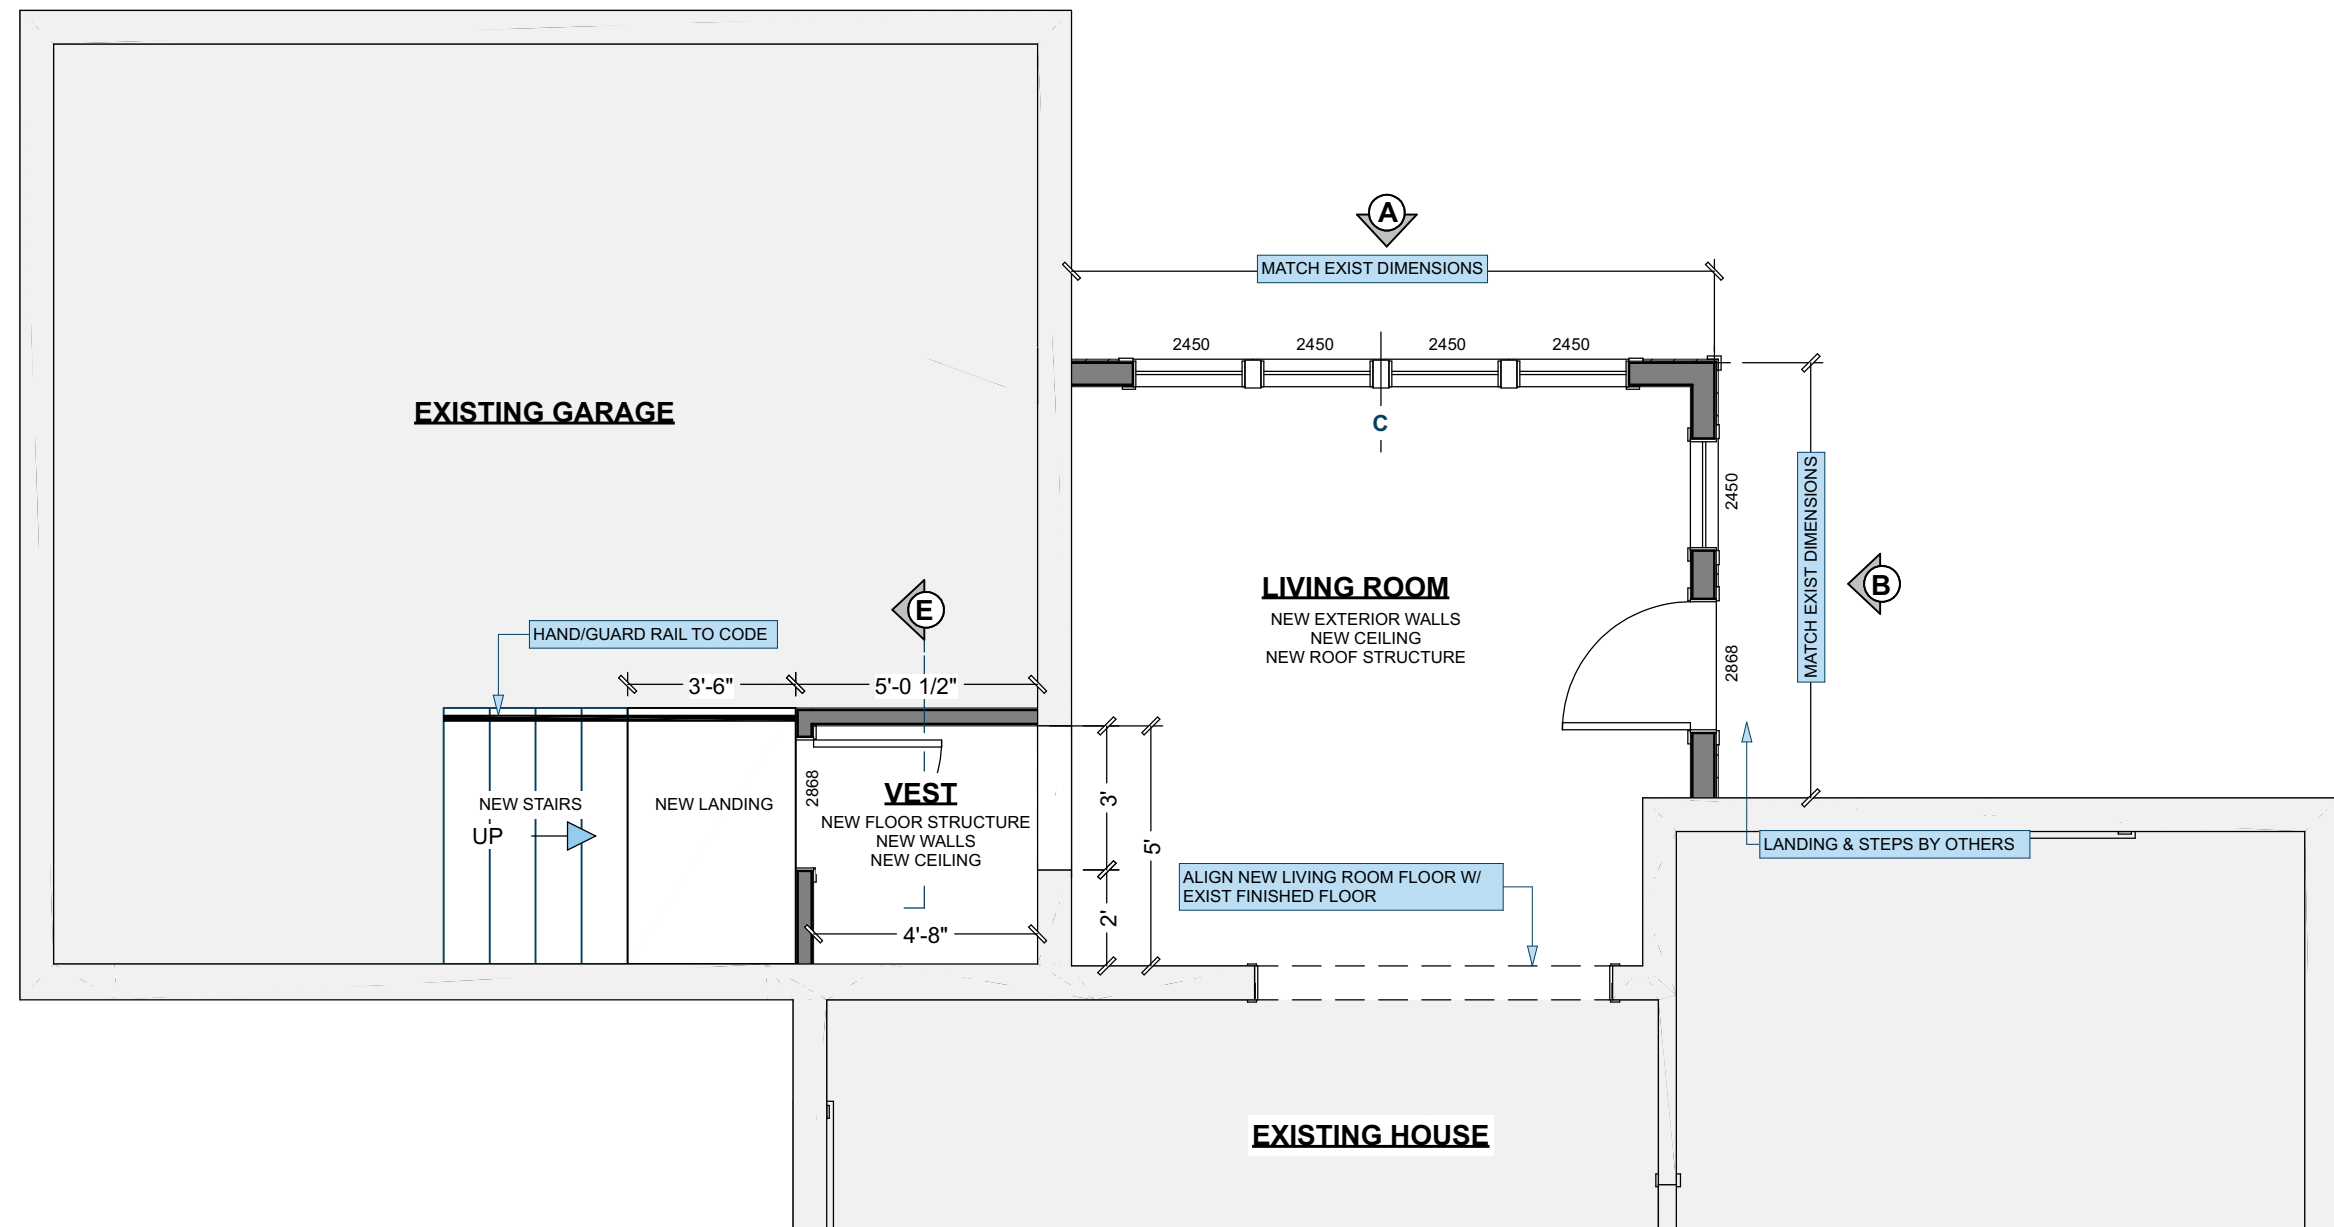 A
MATCH EXIST DIMENSIONS
2450
2450
2450
2450
C
EXISTING GARAGE
2450
MATCH EXIST DIMENSIONS
B
LIVING ROOM
NEW EXTERIOR WALLS
NEW CEILING
NEW ROOF STRUCTURE
2868
E
HAND/GUARD RAIL TO CODE
3'-6"
5'-0 1/2"
NEW STAIRS
UP
NEW LANDING
2868
VEST
NEW FLOOR STRUCTURE
NEW WALLS
NEW CEILING
3'
5'
2'
4'-8"
LANDING & STEPS BY OTHERS
ALIGN NEW LIVING ROOM FLOOR W/
EXIST FINISHED FLOOR
EXISTING HOUSE